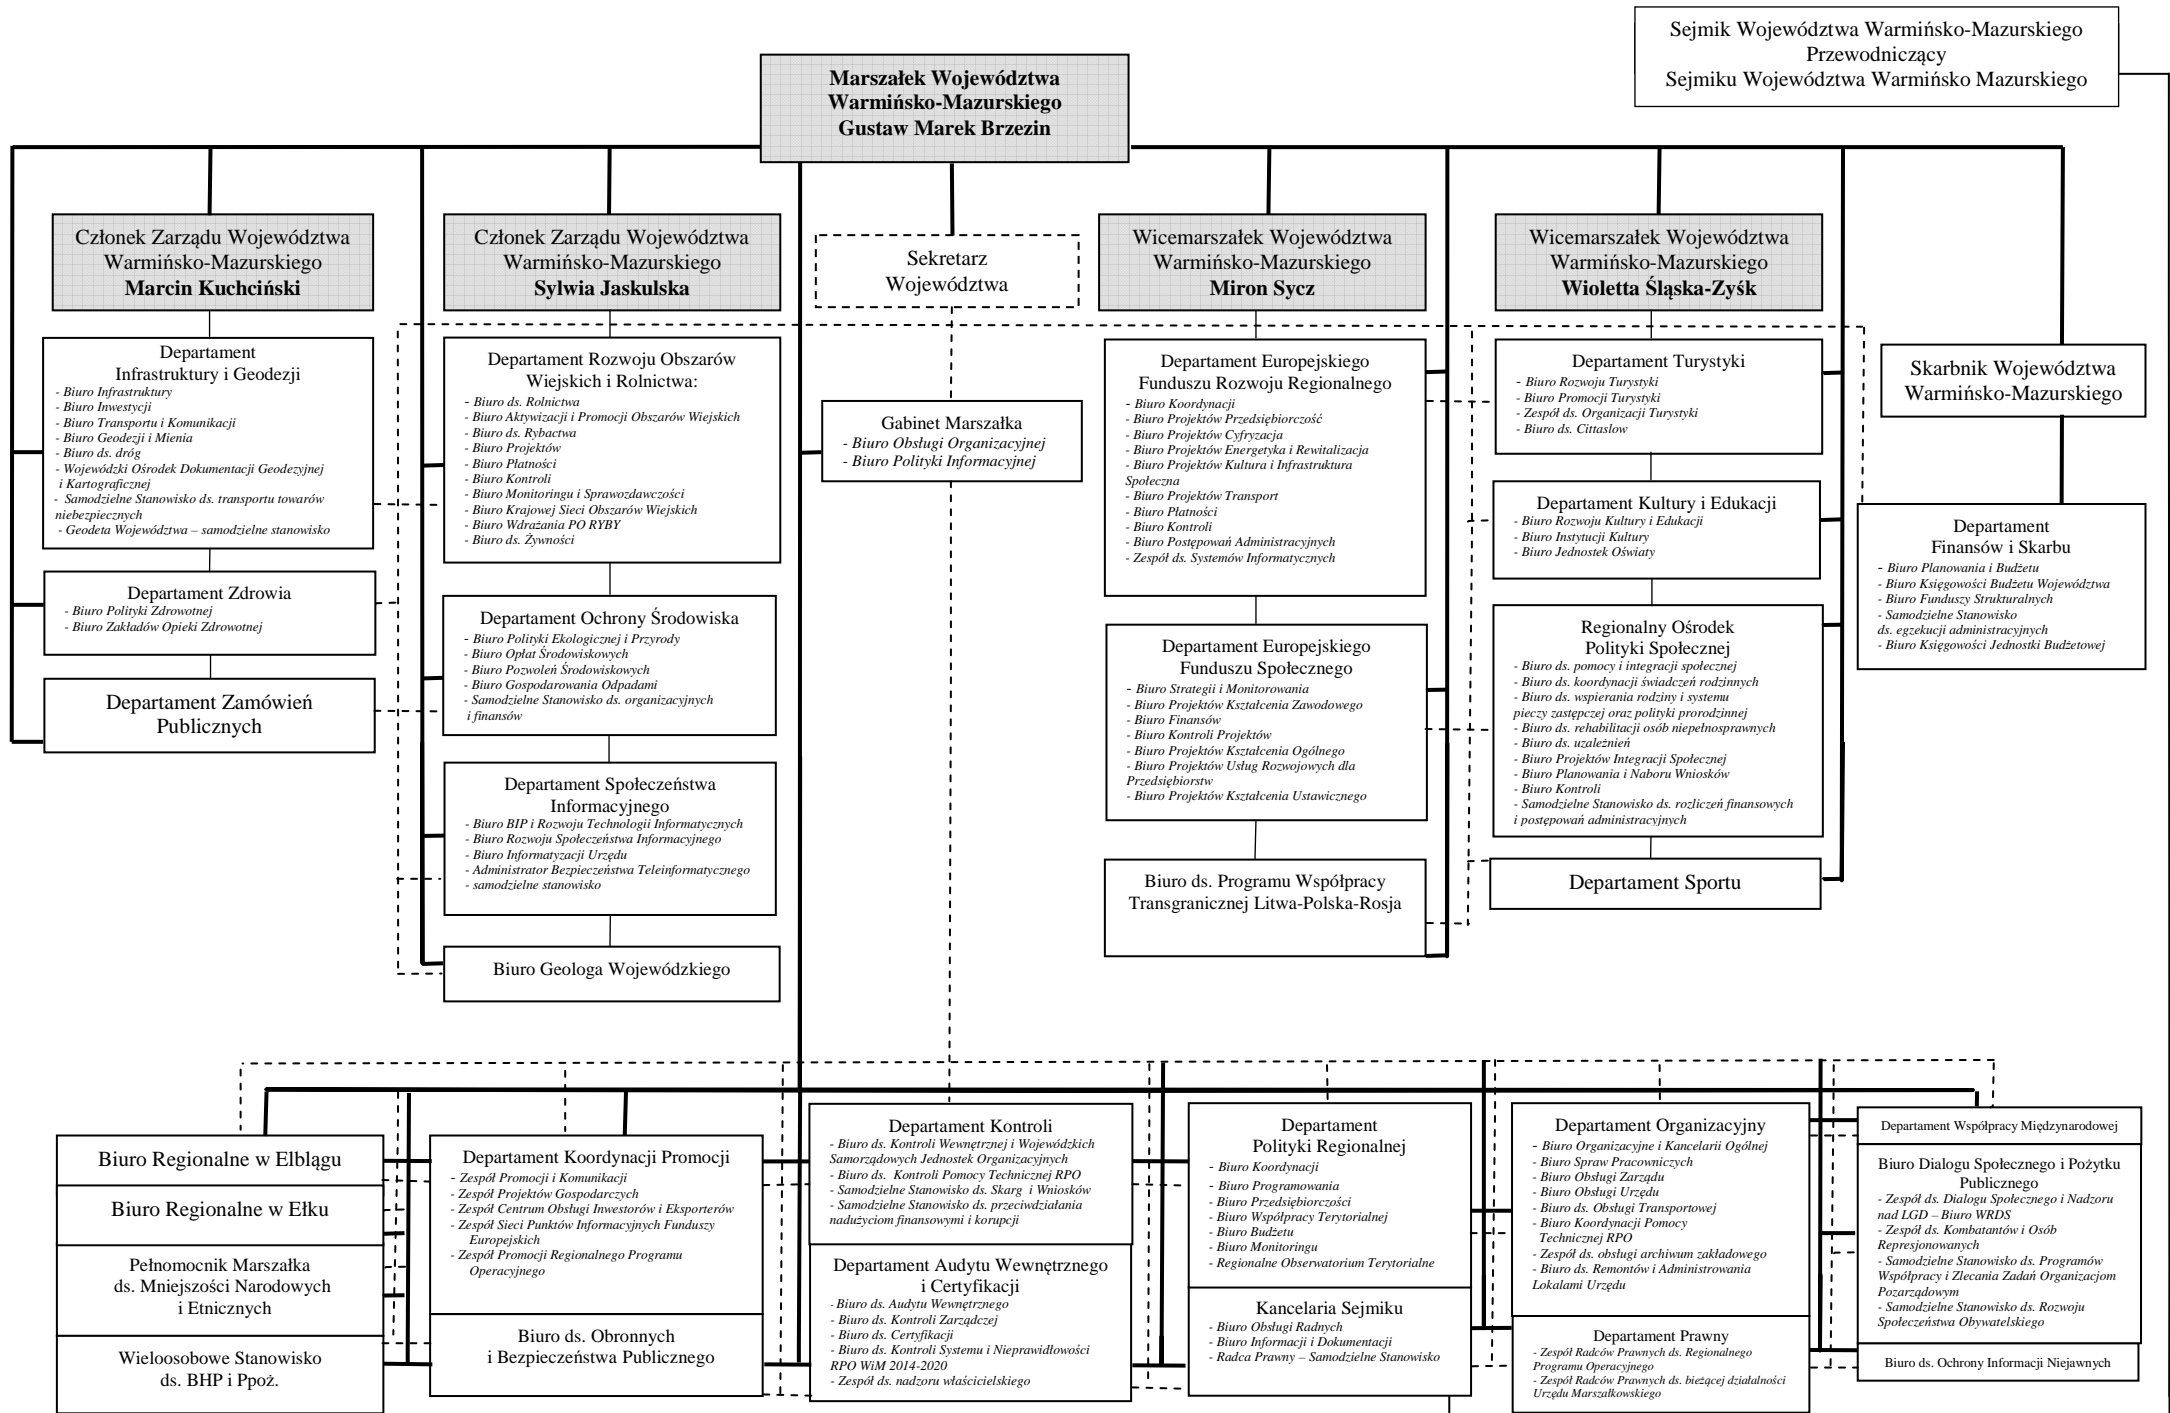 Sejmik Województwa Warmińsko-Mazurskiego
Przewodniczący
Sejmiku Województwa Warmińsko Mazurskiego
Marszałek Województwa
Warmińsko-Mazurskiego
Gustaw Marek Brzezin
Członek Zarządu Województwa
Warmińsko-Mazurskiego
Marcin Kuchciński
Członek Zarządu Województwa
Warmińsko-Mazurskiego
Sylwia Jaskulska
Sekretarz
Województwa
Wicemarszałek Województwa
Warmińsko-Mazurskiego
Miron Sycz
Wicemarszałek Województwa
Warmińsko-Mazurskiego
Wioletta Śląska-Zyśk
Departament
Infrastruktury i Geodezji
- Biuro Infrastruktury
- Biuro Inwestycji
- Biuro Transportu i Komunikacji
- Biuro Geodezji i Mienia
- Biuro ds. dróg
- Wojewódzki Ośrodek Dokumentacji Geodezyjnej
i Kartograficznej
- Samodzielne Stanowisko ds. transportu towarów
niebezpiecznych
- Geodeta Województwa – samodzielne stanowisko
Departament Zdrowia
- Biuro Polityki Zdrowotnej
- Biuro Zakładów Opieki Zdrowotnej
Departament Zamówień
Publicznych
Departament Rozwoju Obszarów
Wiejskich i Rolnictwa:
- Biuro ds. Rolnictwa
- Biuro Aktywizacji i Promocji Obszarów Wiejskich
- Biuro ds. Rybactwa
- Biuro Projektów
- Biuro Płatności
- Biuro Kontroli
- Biuro Monitoringu i Sprawozdawczości
- Biuro Krajowej Sieci Obszarów Wiejskich
- Biuro Wdrażania PO RYBY
- Biuro ds. Żywności
Departament Ochrony Środowiska
- Biuro Polityki Ekologicznej i Przyrody
- Biuro Opłat Środowiskowych
- Biuro Pozwoleń Środowiskowych
- Biuro Gospodarowania Odpadami
- Samodzielne Stanowisko ds. organizacyjnych
i finansów
Departament Społeczeństwa
Informacyjnego
- Biuro BIP i Rozwoju Technologii Informatycznych
- Biuro Rozwoju Społeczeństwa Informacyjnego
- Biuro Informatyzacji Urzędu
- Administrator Bezpieczeństwa Teleinformatycznego
- samodzielne stanowisko
Biuro Geologa Wojewódzkiego
Gabinet Marszałka
- Biuro Obsługi Organizacyjnej
- Biuro Polityki Informacyjnej
Departament Europejskiego
Funduszu Rozwoju Regionalnego
- Biuro Koordynacji
- Biuro Projektów Przedsiębiorczość
- Biuro Projektów Cyfryzacja
- Biuro Projektów Energetyka i Rewitalizacja
- Biuro Projektów Kultura i Infrastruktura
Społeczna
- Biuro Projektów Transport
- Biuro Płatności
- Biuro Kontroli
- Biuro Postępowań Administracyjnych
- Zespół ds. Systemów Informatycznych
Departament Europejskiego
Funduszu Społecznego
- Biuro Strategii i Monitorowania
- Biuro Projektów Kształcenia Zawodowego
- Biuro Finansów
- Biuro Kontroli Projektów
- Biuro Projektów Kształcenia Ogólnego
- Biuro Projektów Usług Rozwojowych dla
Przedsiębiorstw
- Biuro Projektów Kształcenia Ustawicznego
Biuro ds. Programu Współpracy
Transgranicznej Litwa-Polska-Rosja
Departament Turystyki
- Biuro Rozwoju Turystyki
- Biuro Promocji Turystyki
- Zespół ds. Organizacji Turystyki
- Biuro ds. Cittaslow
Departament Kultury i Edukacji
- Biuro Rozwoju Kultury i Edukacji
- Biuro Instytucji Kultury
- Biuro Jednostek Oświaty
Regionalny Ośrodek
Polityki Społecznej
- Biuro ds. pomocy i integracji społecznej
- Biuro ds. koordynacji świadczeń rodzinnych
- Biuro ds. wspierania rodziny i systemu
pieczy zastępczej oraz polityki prorodzinnej
- Biuro ds. rehabilitacji osób niepełnosprawnych
- Biuro ds. uzależnień
- Biuro Projektów Integracji Społecznej
- Biuro Planowania i Naboru Wniosków
- Biuro Kontroli
- Samodzielne Stanowisko ds. rozliczeń finansowych
i postępowań administracyjnych
Departament Sportu
Skarbnik Województwa
Warmińsko-Mazurskiego
Departament
Finansów i Skarbu
- Biuro Planowania i Budżetu
- Biuro Księgowości Budżetu Województwa
- Biuro Funduszy Strukturalnych
- Samodzielne Stanowisko
ds. egzekucji administracyjnych
- Biuro Księgowości Jednostki Budżetowej
Biuro Regionalne w Elblągu
Biuro Regionalne w Ełku
Pełnomocnik Marszałka
ds. Mniejszości Narodowych
i Etnicznych
Wieloosobowe Stanowisko
ds. BHP i Ppoż.
Departament Koordynacji Promocji
- Zespół Promocji i Komunikacji
- Zespół Projektów Gospodarczych
- Zespół Centrum Obsługi Inwestorów i Eksporterów
- Zespół Sieci Punktów Informacyjnych Funduszy
Europejskich
- Zespół Promocji Regionalnego Programu
Operacyjnego
Biuro ds. Obronnych
i Bezpieczeństwa Publicznego
Departament Kontroli
- Biuro ds. Kontroli Wewnętrznej i Wojewódzkich
Samorządowych Jednostek Organizacyjnych
- Biuro ds. Kontroli Pomocy Technicznej RPO
- Samodzielne Stanowisko ds. Skarg i Wniosków
- Samodzielne Stanowisko ds. przeciwdziałania
nadużyciom finansowymi i korupcji
Departament Audytu Wewnętrznego
i Certyfikacji
- Biuro ds. Audytu Wewnętrznego
- Biuro ds. Kontroli Zarządczej
- Biuro ds. Certyfikacji
- Biuro ds. Kontroli Systemu i Nieprawidłowości
RPO WiM 2014-2020
- Zespół ds. nadzoru właścicielskiego
Departament
Polityki Regionalnej
- Biuro Koordynacji
- Biuro Programowania
- Biuro Przedsiębiorczości
- Biuro Współpracy Terytorialnej
- Biuro Budżetu
- Biuro Monitoringu
- Regionalne Obserwatorium Terytorialne
Kancelaria Sejmiku
- Biuro Obsługi Radnych
- Biuro Informacji i Dokumentacji
- Radca Prawny – Samodzielne Stanowisko
Departament Organizacyjny
- Biuro Organizacyjne i Kancelarii Ogólnej
- Biuro Spraw Pracowniczych
- Biuro Obsługi Zarządu
- Biuro Obsługi Urzędu
- Biuro ds. Obsługi Transportowej
- Biuro Koordynacji Pomocy
Technicznej RPO
- Zespół ds. obsługi archiwum zakładowego
- Biuro ds. Remontów i Administrowania
Lokalami Urzędu
Departament Prawny
- Zespół Radców Prawnych ds. Regionalnego
Programu Operacyjnego
- Zespół Radców Prawnych ds. bieżącej działalności
Urzędu Marszałkowskiego
Departament Współpracy Międzynarodowej
Biuro Dialogu Społecznego i Pożytku
Publicznego
- Zespół ds. Dialogu Społecznego i Nadzoru
nad LGD – Biuro WRDS
- Zespół ds. Kombatantów i Osób
Represjonowanych
- Samodzielne Stanowisko ds. Programów
Współpracy i Zlecania Zadań Organizacjom
Pozarządowym
- Samodzielne Stanowisko ds. Rozwoju
Społeczeństwa Obywatelskiego
Biuro ds. Ochrony Informacji Niejawnych